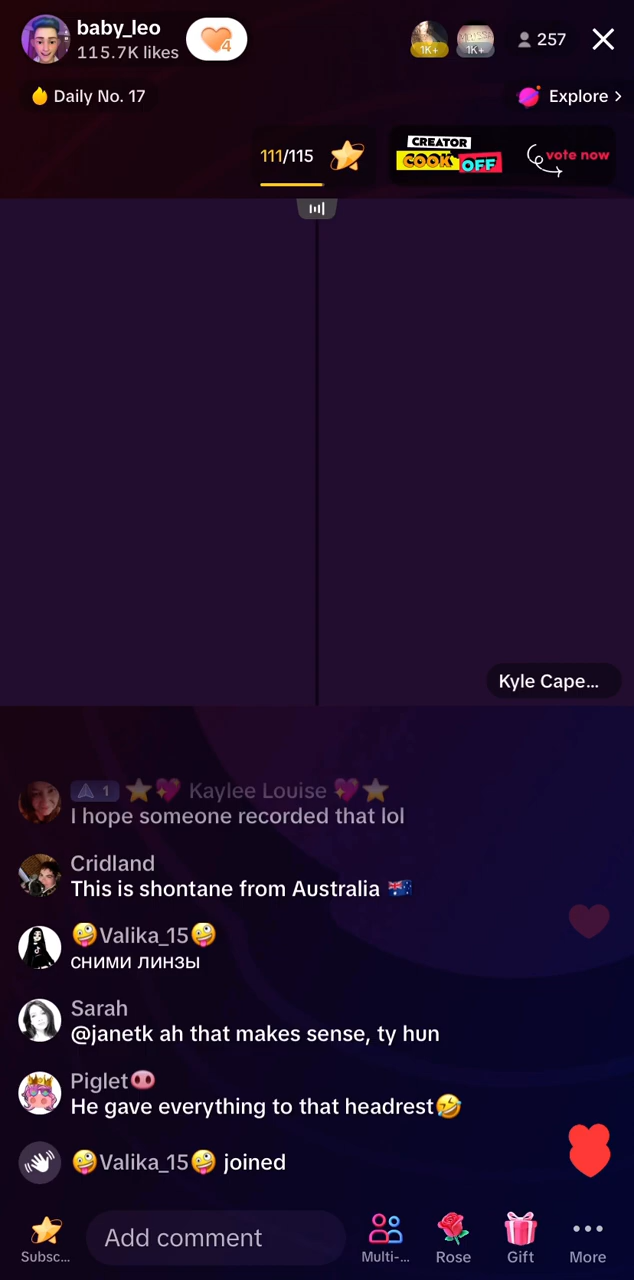 baby_leo
115.7K likes
4
1K+
1K+
257
Daily No. 17
Explore
111/115
CREATOR
COOK OFF
vote now
Kyle Cape...
1 ⭐💖 Kaylee Louise 💖⭐
I hope someone recorded that lol
Cridland
This is shontane from Australia 🇦🇺
🤪Valika_15🤪
сними линзы
Sarah
@janetk ah that makes sense, ty hun
Piglet🐽
He gave everything to that headrest🤣
🤪Valika_15🤪 joined
Add comment
Subsc...
Multi-...
Rose
Gift
More